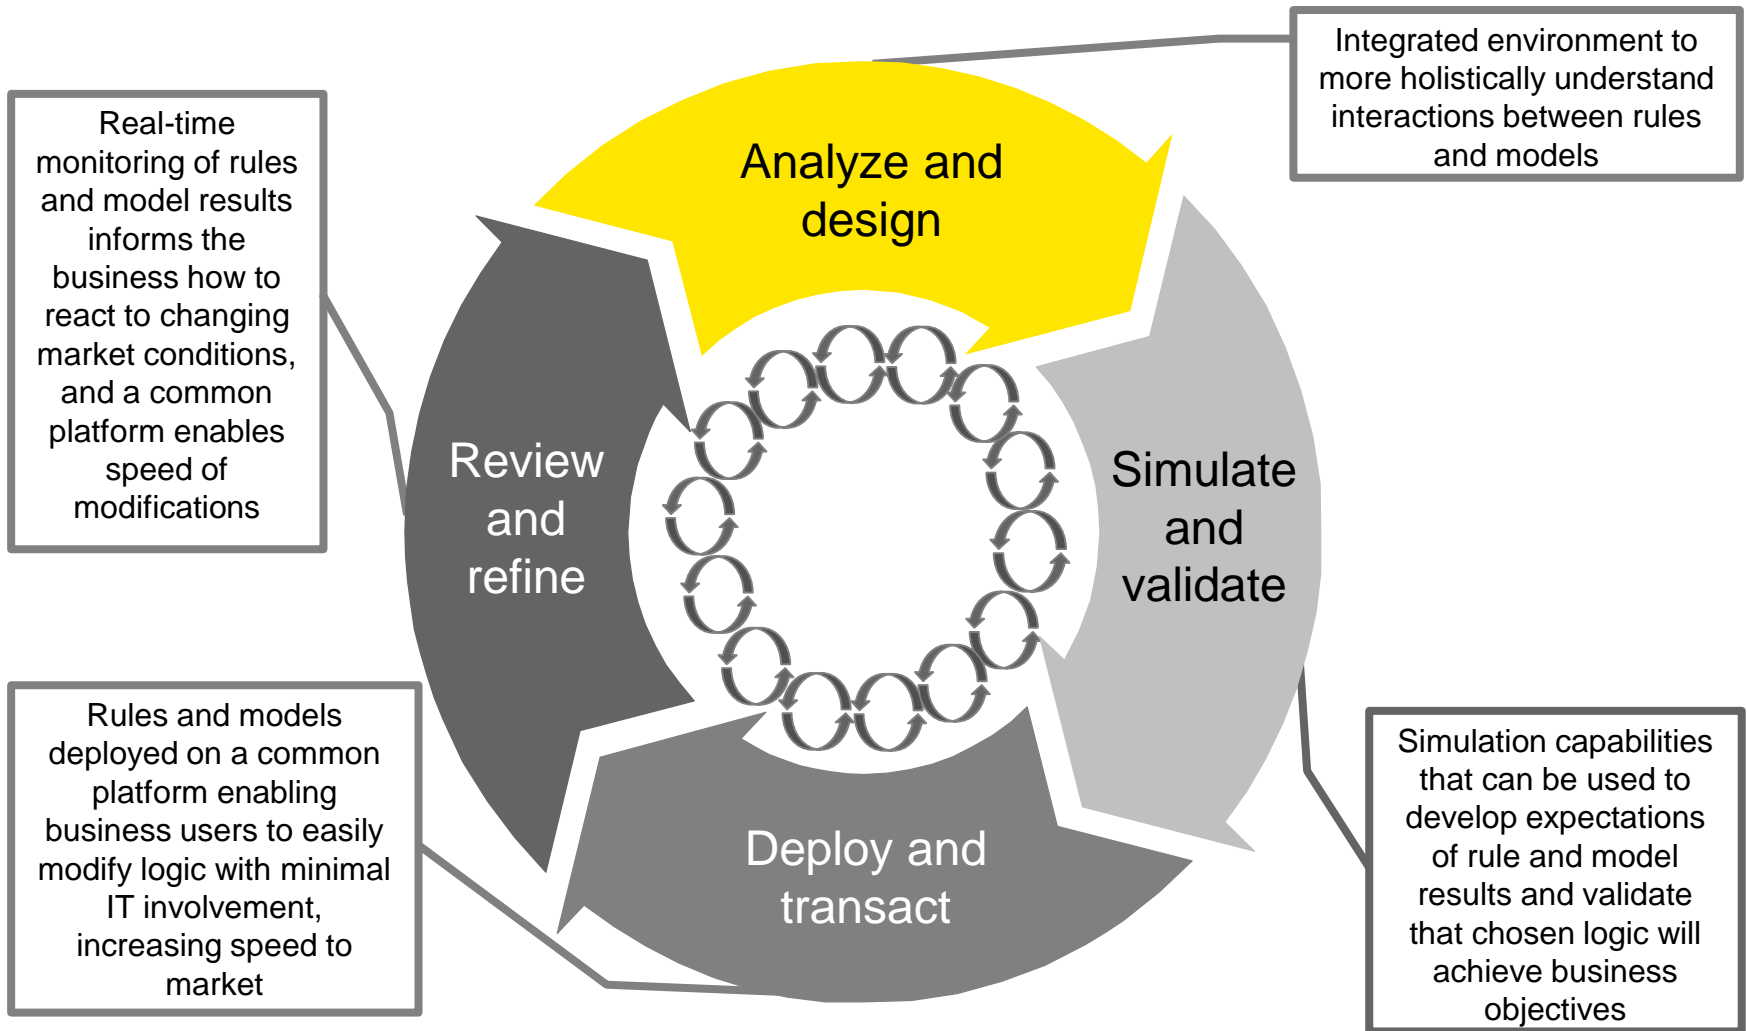 Integrated environment to
more holistically understand
interactions between rules
and models
Real-time
monitoring of rules
and model results
informs the
business how to
react to changing
market conditions,
and a common
platform enables
speed of
modifications
Analyze and
design
Review
and
refine
Simulate
and
validate
Deploy and
transact
Rules and models
deployed on a common
platform enabling
business users to easily
modify logic with minimal
IT involvement,
increasing speed to
market
Simulation capabilities
that can be used to
develop expectations
of rule and model
results and validate
that chosen logic will
achieve business
objectives